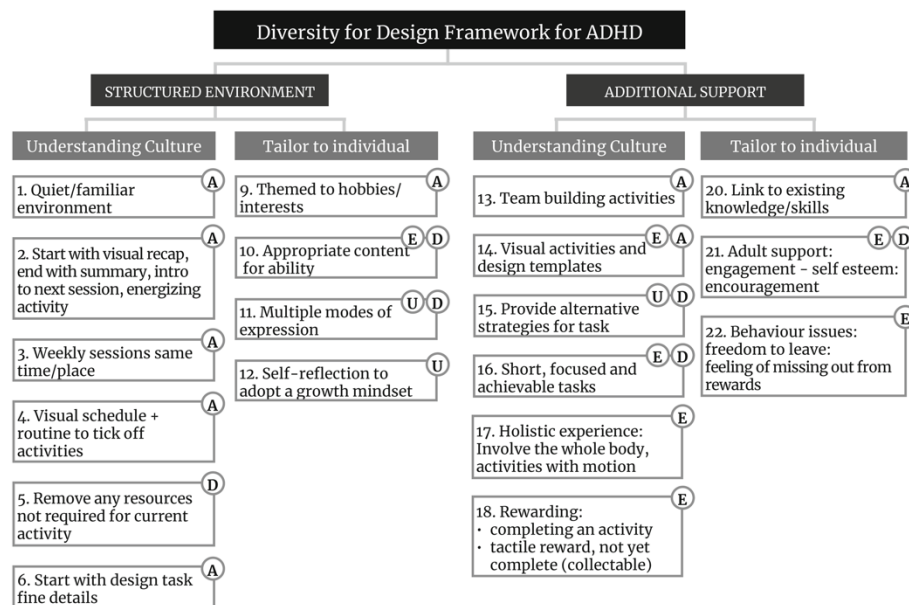 Diversity for Design Framework for ADHD
STRUCTURED ENVIRONMENT
Understanding Culture
A
1. Quiet/familiar
environment
A
2. Start with visual recap,
end with summary, intro
to next session, energizing
activity
A
3. Weekly sessions same
time/place
A
4. Visual schedule +
routine to tick off
activities
D
5. Remove any resources
not required for current
activity
A
6. Start with design task
fine details
Tailor to individual
A
9. Themed to hobbies/
interests
E D
10. Appropriate content
for ability
U D
11. Multiple modes of
expression
U
12. Self-reflection to
adopt a growth mindset
ADDITIONAL SUPPORT
Understanding Culture
A
13. Team building activities
E A
14. Visual activities and
design templates
U D
15. Provide alternative
strategies for task
E D
16. Short, focused and
achievable tasks
E
17. Holistic experience:
Involve the whole body,
activities with motion
E
18. Rewarding:
• completing an activity
• tactile reward, not yet
complete (collectable)
Tailor to individual
A
20. Link to existing
knowledge/skills
E D
21. Adult support:
engagement - self esteem:
encouragement
E
22. Behaviour issues:
freedom to leave:
feeling of missing out from
rewards